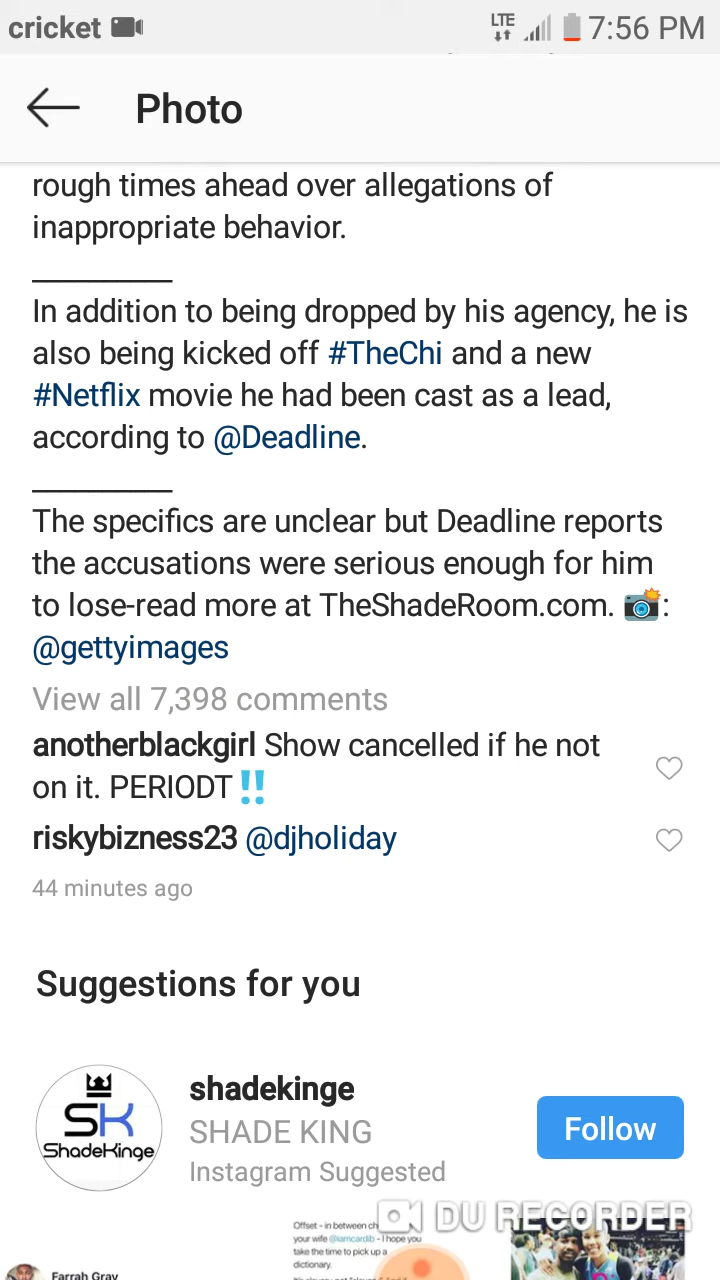 cricket LTE 7:56 PM
Photo
rough times ahead over allegations of
inappropriate behavior.
__________
In addition to being dropped by his agency, he is
also being kicked off #TheChi and a new
#Netflix movie he had been cast as a lead,
according to @Deadline.
__________
The specifics are unclear but Deadline reports
the accusations were serious enough for him
to lose-read more at TheShadeRoom.com. 📸:
@gettyimages
View all 7,398 comments
anotherblackgirl Show cancelled if he not
on it. PERIODT‼
riskybizness23 @djholiday
44 minutes ago
Suggestions for you
SK
ShadeKinge
shadekinge
SHADE KING
Instagram Suggested
Follow
DU RECORDER
Offset - in between ch
your wife @iamcardib - I hope you
take the time to pick up a
dictionary.
Farrah Gray